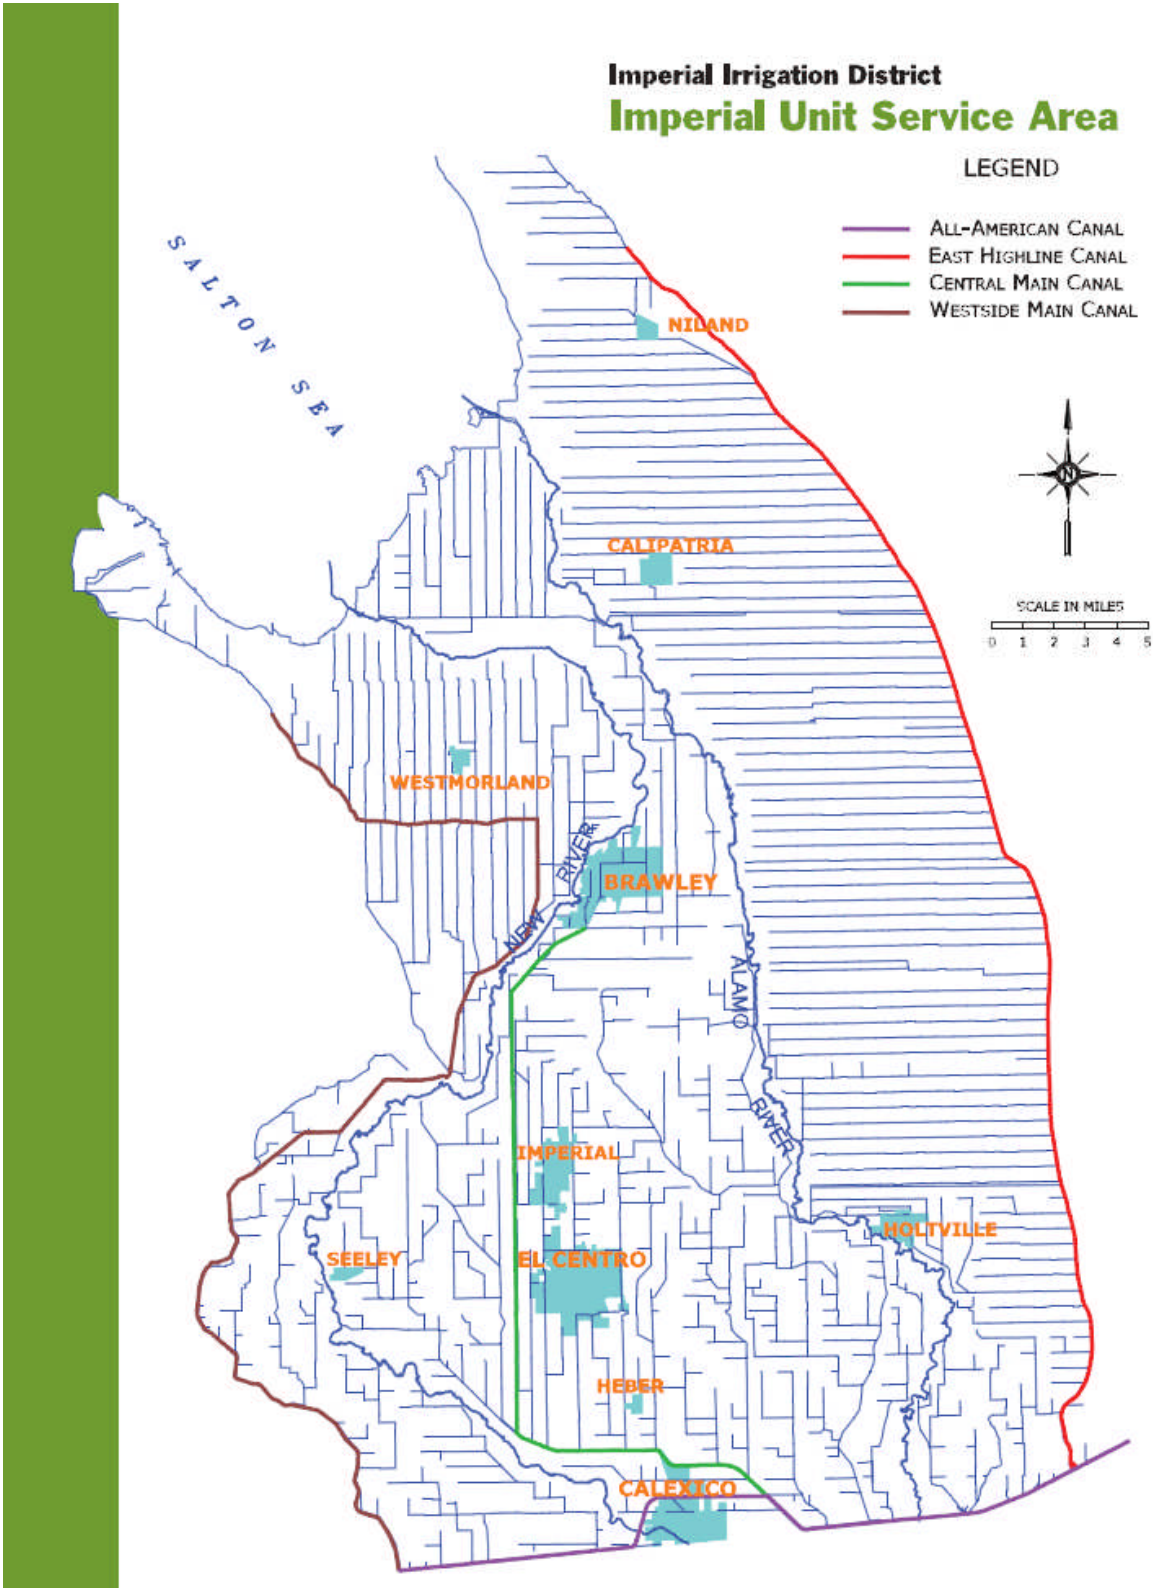 Imperial Irrigation District
Imperial Unit Service Area
LEGEND
ALL-AMERICAN CANAL
EAST HIGHLINE CANAL
CENTRAL MAIN CANAL
WESTSIDE MAIN CANAL
SALTON SEA
NILAND
N
CALIPATRIA
SCALE IN MILES
0 1 2 3 4 5
WESTMORLAND
NEW RIVER
BRAWLEY
ALAMO RIVER
IMPERIAL
HOLTVILLE
SEELEY
EL CENTRO
HEBER
CALEXICO